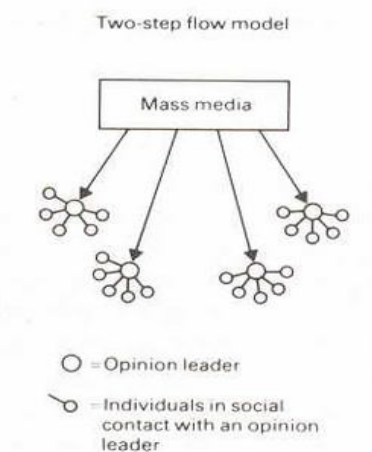 Two-step flow model
Mass media
= Opinion leader
= Individuals in social
contact with an opinion
leader